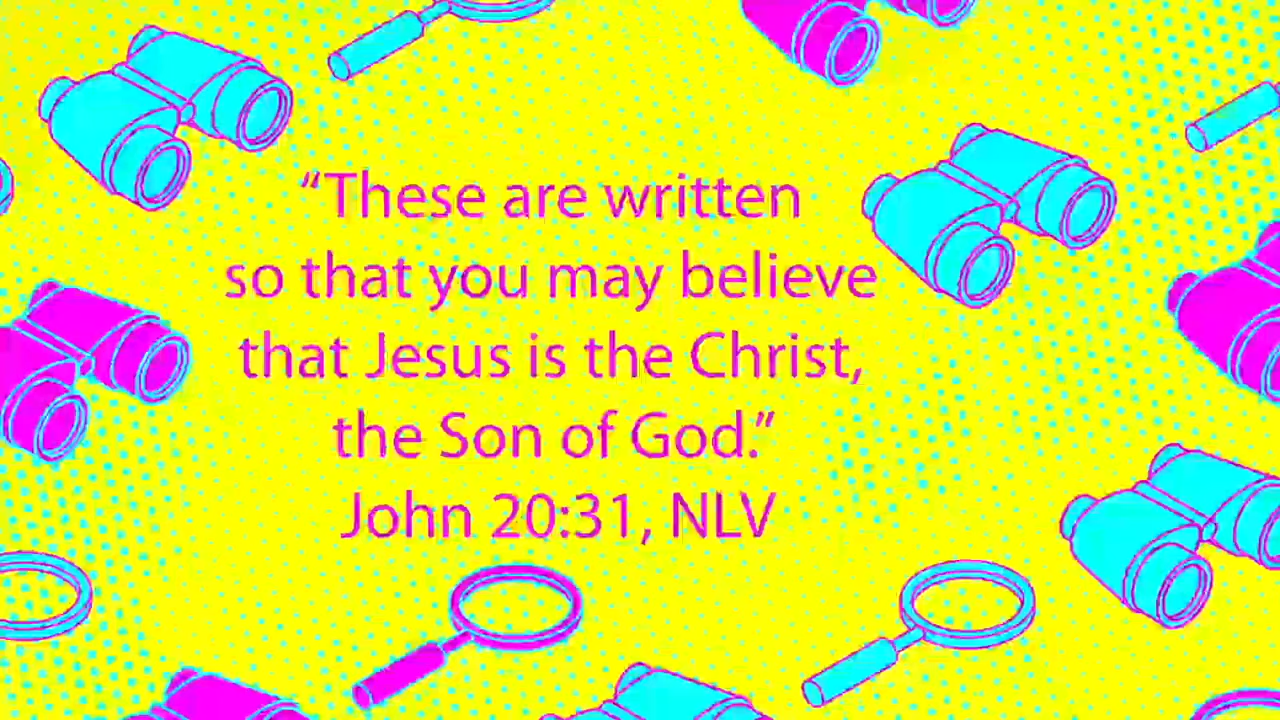 “These are written
so that you may believe
that Jesus is the Christ,
the Son of God.”
John 20:31, NLV